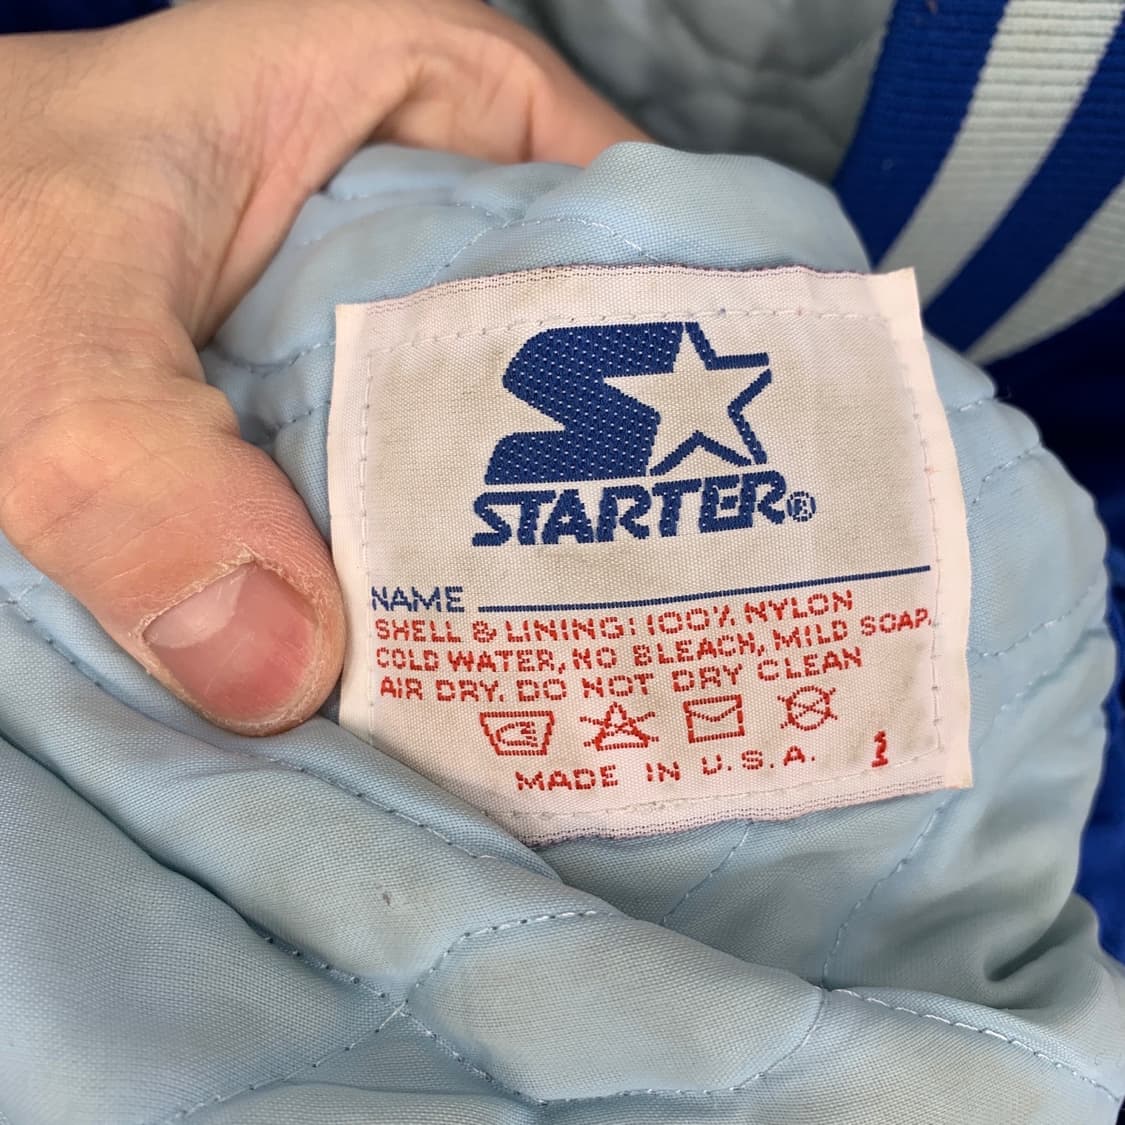 STARTER®
NAME
SHELL & LINING: 100% NYLON
COLD WATER, NO BLEACH, MILD SOAP.
AIR DRY. DO NOT DRY CLEAN
MADE IN U.S.A. 1